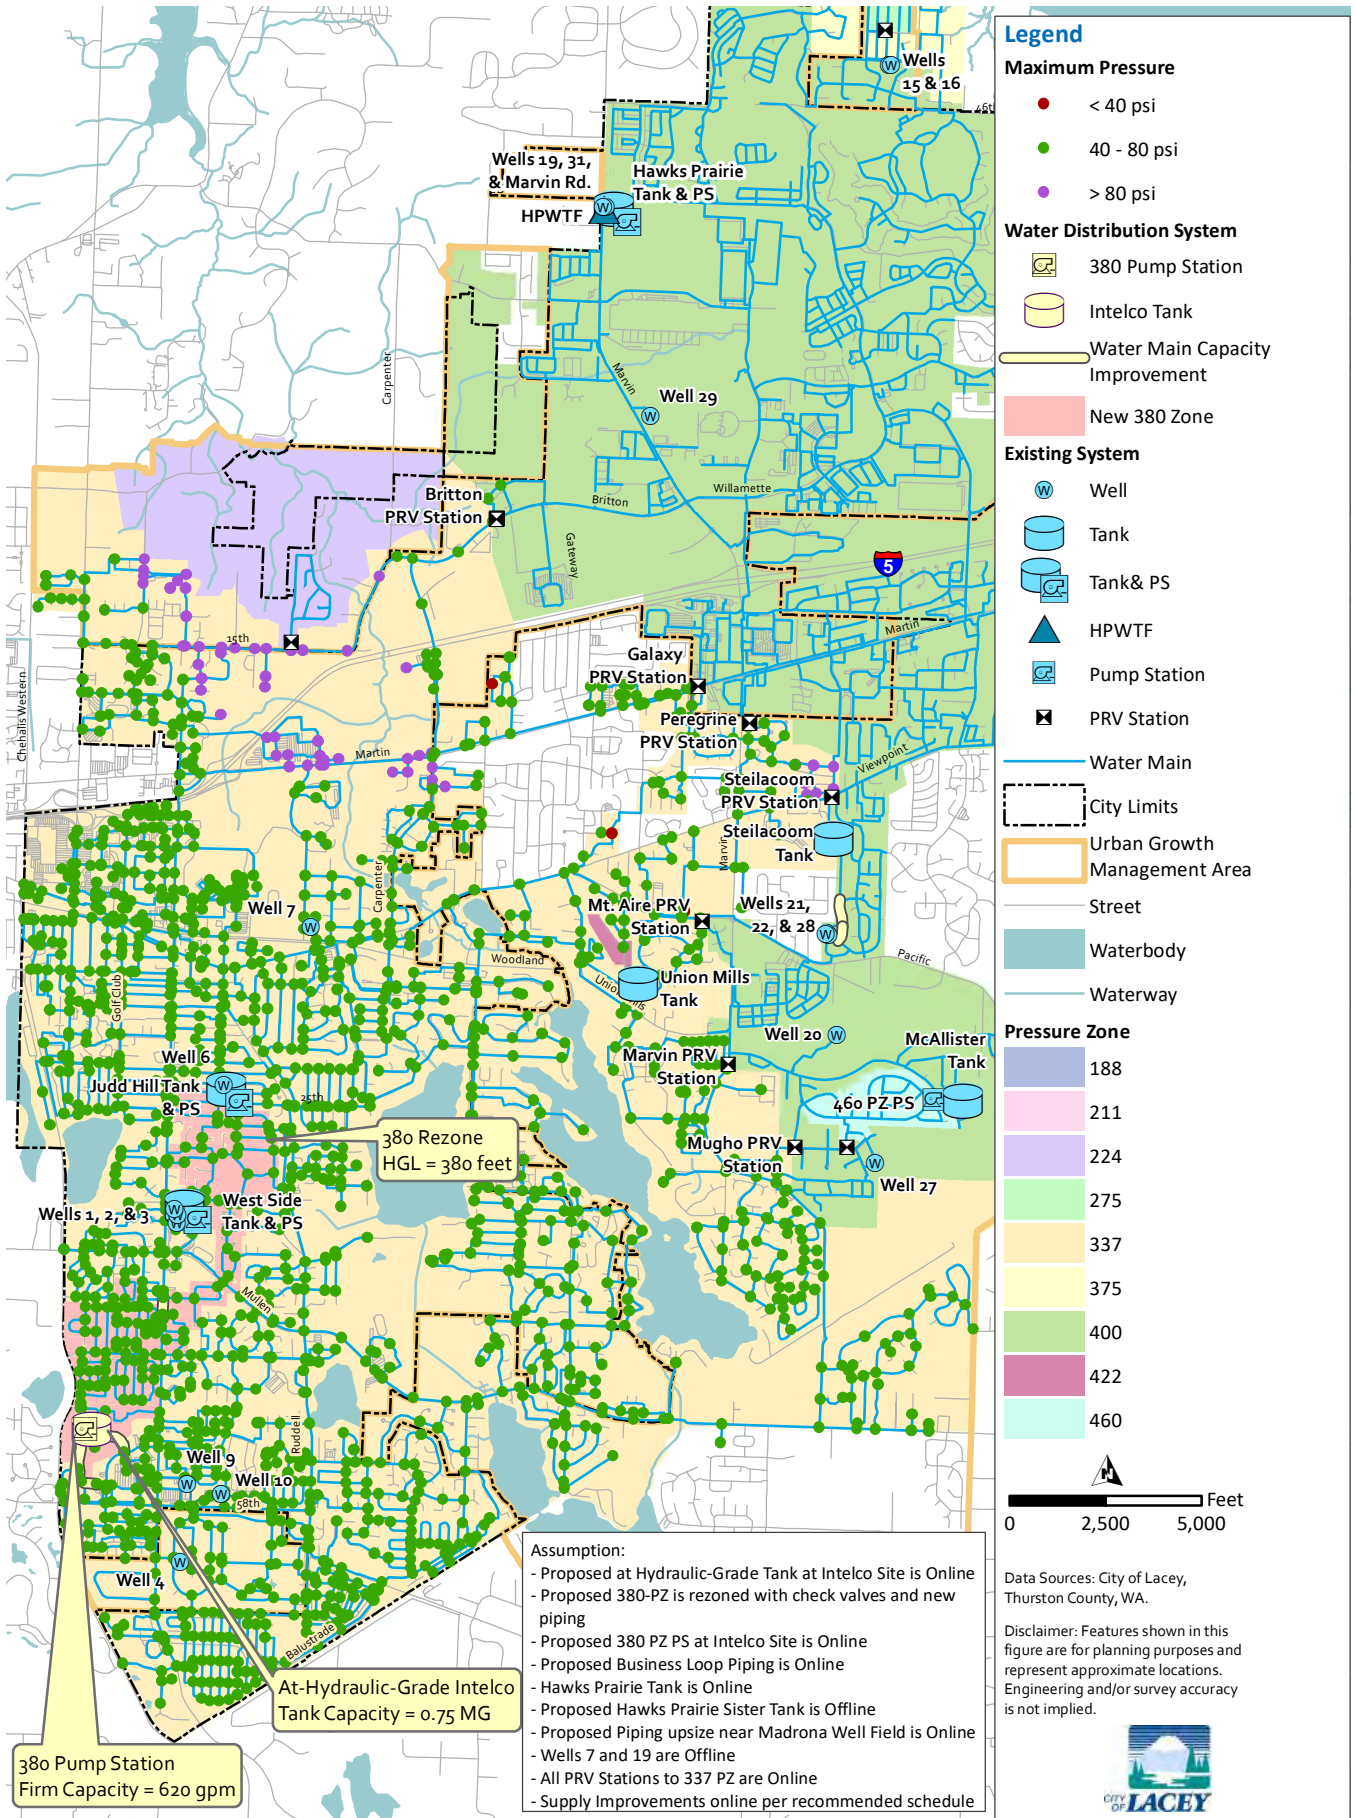 Wells
15 & 16
46th
Wells 19, 31,
& Marvin Rd.
Hawks Prairie
Tank & PS
HPWTF
Carpenter
Marvin
Well 29
Willamette
Britton
PRV Station
Britton
Gateway
5
15th
Chehalis Western
Martin
Galaxy
PRV Station
Peregrine
PRV Station
Martin
Viewpoint
Steilacoom
PRV Station
Steilacoom
Tank
Marvin
Carpenter
Well 7
Mt. Aire PRV
Station
Wells 21,
22, & 28
Pacific
Woodland
Golf Club
Union Mills
Union Mills
Tank
Well 20
McAllister
Tank
Well 6
Judd Hill Tank
& PS
25th
Marvin PRV
Station
460 PZ PS
380 Rezone
HGL = 380 feet
Mugho PRV
Station
Well 27
Wells 1, 2, & 3
West Side
Tank & PS
Mullen
Ruddell
Well 9
Well 10
58th
Well 4
Balustrade
At-Hydraulic-Grade Intelco
Tank Capacity = 0.75 MG
380 Pump Station
Firm Capacity = 620 gpm
Assumption:
- Proposed at Hydraulic-Grade Tank at Intelco Site is Online
- Proposed 380-PZ is rezoned with check valves and new
piping
- Proposed 380 PZ PS at Intelco Site is Online
- Proposed Business Loop Piping is Online
- Hawks Prairie Tank is Online
- Proposed Hawks Prairie Sister Tank is Offline
- Proposed Piping upsize near Madrona Well Field is Online
- Wells 7 and 19 are Offline
- All PRV Stations to 337 PZ are Online
- Supply Improvements online per recommended schedule
Legend
Maximum Pressure
< 40 psi
40 - 80 psi
> 80 psi
Water Distribution System
380 Pump Station
Intelco Tank
Water Main Capacity
Improvement
New 380 Zone
Existing System
W Well
Tank
Tank& PS
HPWTF
Pump Station
PRV Station
Water Main
City Limits
Urban Growth
Management Area
Street
Waterbody
Waterway
Pressure Zone
188
211
224
275
337
375
400
422
460
N
Feet
0 2,500 5,000
Data Sources: City of Lacey,
Thurston County, WA.
Disclaimer: Features shown in this
figure are for planning purposes and
represent approximate locations.
Engineering and/or survey accuracy
is not implied.
CITY OF LACEY